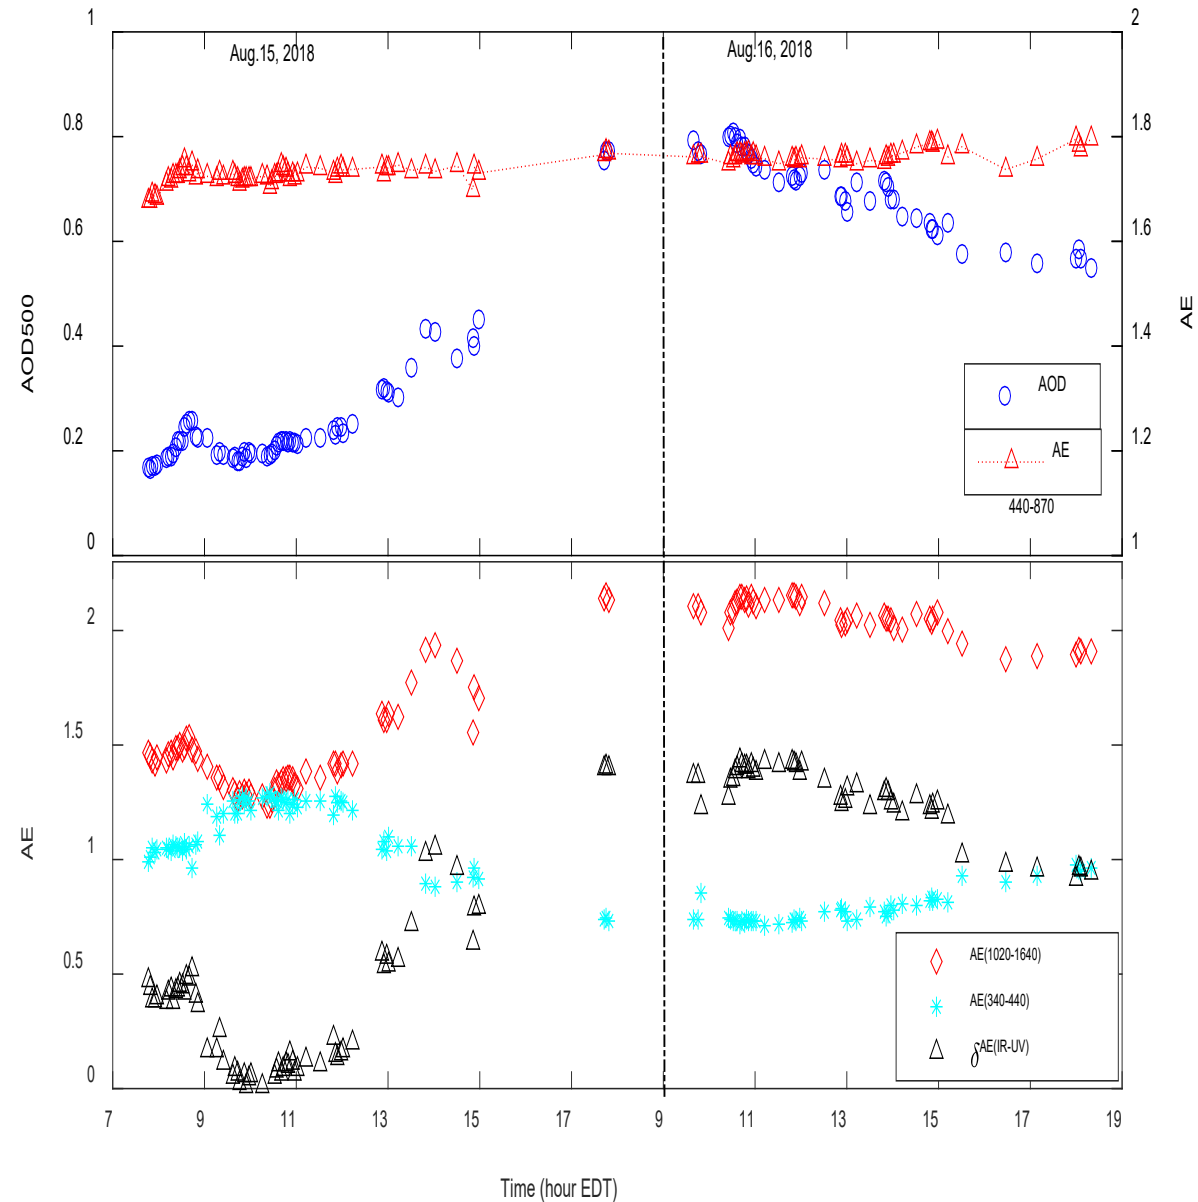 1
2
Aug.15, 2018
Aug.16, 2018
0.8
1.8
0.6
1.6
AOD500
AE
0.4
1.4
AOD
0.2
1.2
AE
440-870
0
1
2
1.5
AE
1
0.5
AE(1020-1640)
AE(340-440)
δAE(IR-UV)
0
7 9 11 13 15 17 9 11 13 15 17 19
Time (hour EDT)